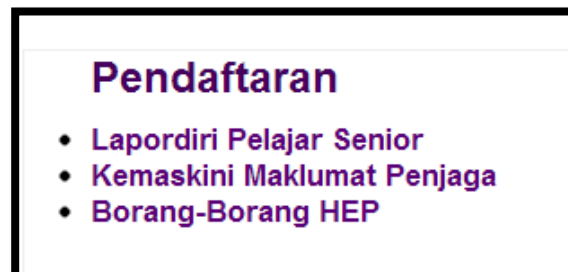 Pendaftaran
Lapordiri Pelajar Senior
Kemaskini Maklumat Penjaga
Borang-Borang HEP